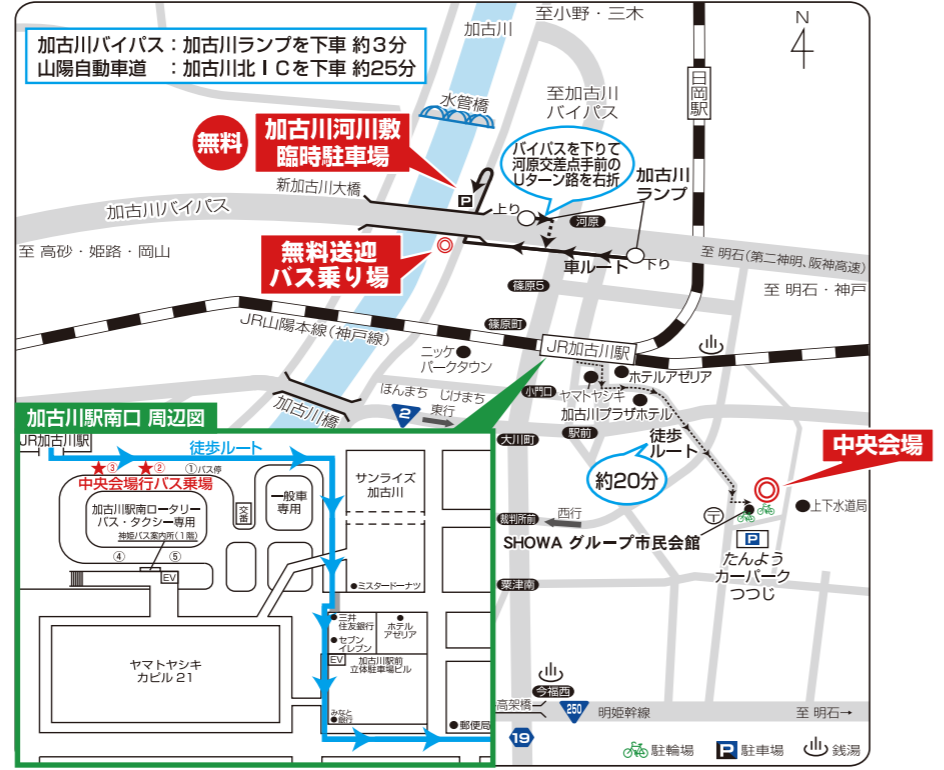 加古川バイパス：加古川ランプを下車 約３分
山陽自動車道　：加古川北ＩＣを下車 約25分
加古川
至小野・三木
N
日岡駅
水管橋
至加古川
バイパス
無料
加古川河川敷
臨時駐車場
バイパスを下りて
河原交差点手前の
Uターン路を右折
加古川
ランプ
新加古川大橋
P
加古川バイパス
上り
河原
至 高砂・姫路・岡山
無料送迎
バス乗り場
車ルート
下り
至 明石(第二神明、阪神高速)
篠原5
至 明石・神戸
JR山陽本線(神戸線)
篠原町
JR加古川駅
ニッケ
パークタウン
ホテルアゼリア
小門口
ヤマトヤシキ
加古川プラザホテル
加古川橋
2
ほんまち
じけまち
東行
大川町
駅前
徒歩
ルート
約20分
中央会場
上下水道局
裁判所前
西行
SHOWA グループ市民会館
P
たんよう
カーパーク
つつじ
粟津南
今福西
高架橋
250
明姫幹線
至 明石→
19
駐輪場
P 駐車場
銭湯
加古川駅南口 周辺図
JR加古川駅
徒歩ルート
★③
★②
①バス停
中央会場行バス乗場
加古川駅南口ロータリー
バス・タクシー専用
神姫バス案内所(１階)
交番
一般車
専用
サンライズ
加古川
④
⑤
EV
ミスタードーナツ
三井
住友銀行
ホテル
アゼリア
セブン
イレブン
EV
加古川駅前
立体駐車場ビル
ヤマトヤシキ
カピル21
みなと
銀行
郵便局